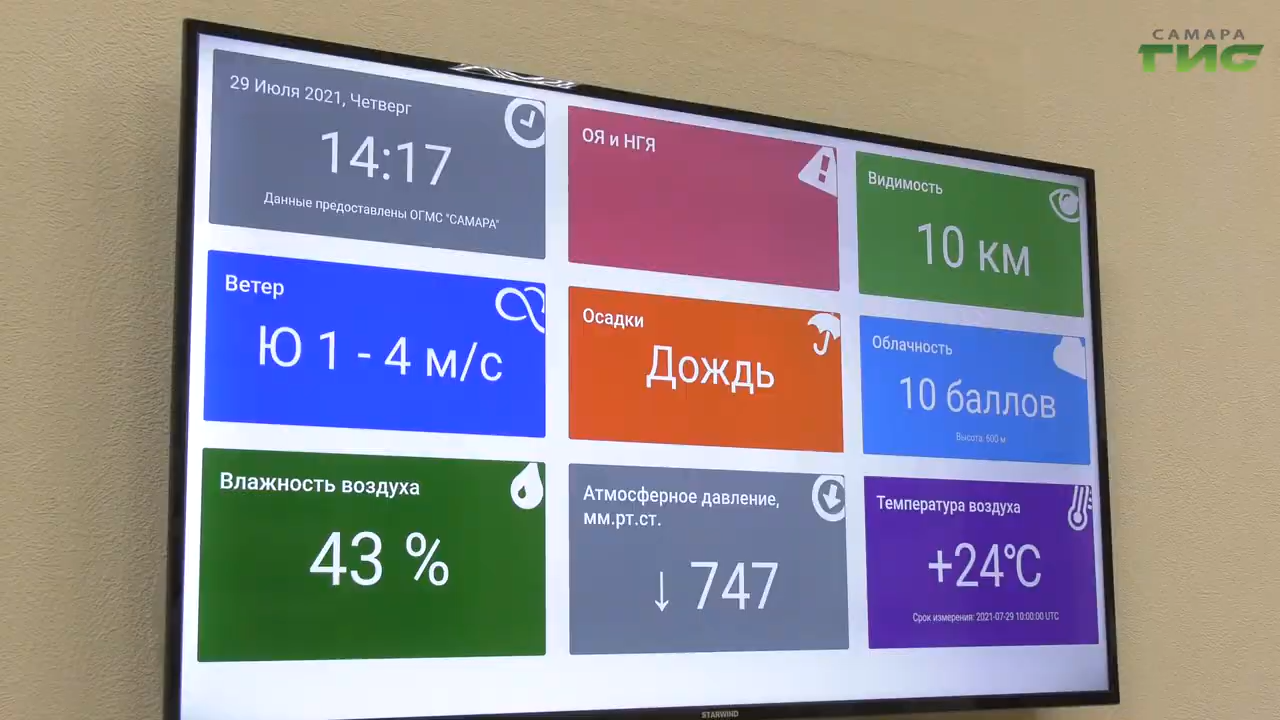 САМАРА
ГИС
29 Июля 2021, Четверг
14:17
Данные предоставлены ОГМС "САМАРА"
ОЯ и НГЯ
Видимость
10 км
Ветер
Ю 1 - 4 м/с
Осадки
Дождь
Облачность
10 баллов
Высота: 600 м
Влажность воздуха
43 %
Атмосферное давление,
мм.рт.ст.
↓ 747
Температура воздуха
+24℃
Срок измерения: 2021-07-29 10:00:00 UTC
STARWIND